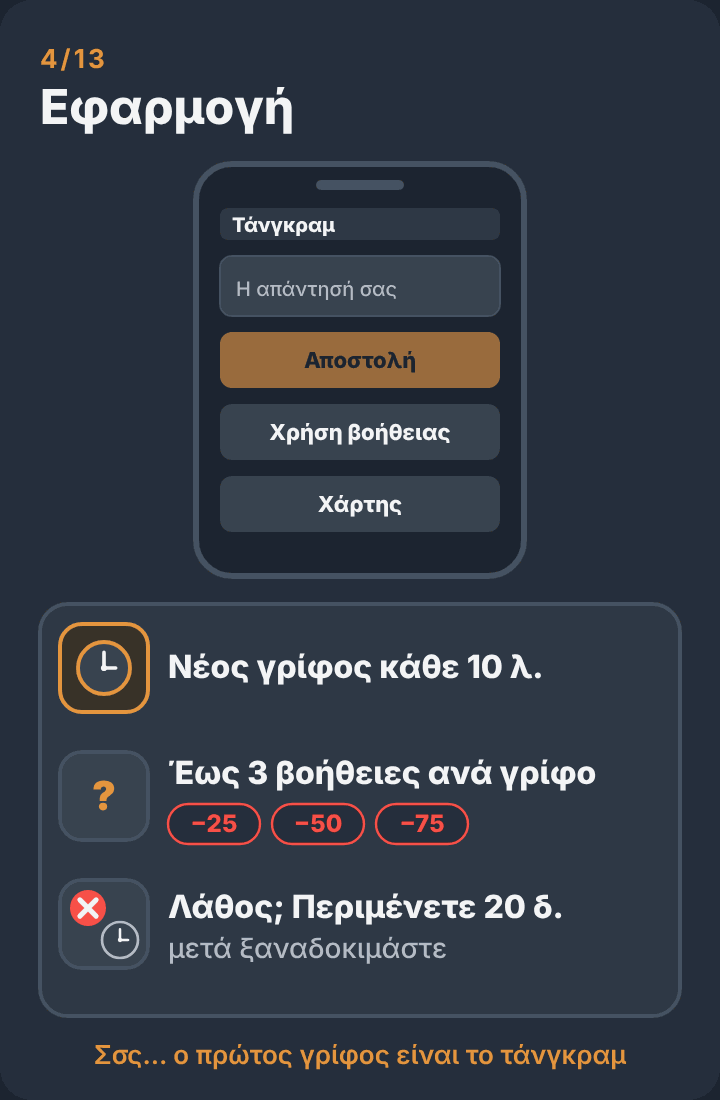 4/13
Εφαρμογή
Τάνγκραμ
Η απάντησή σας
Αποστολή
Χρήση βοήθειας
Χάρτης
Νέος γρίφος κάθε 10 λ.
?
Έως 3 βοήθειες ανά γρίφο
−25 −50 −75
Λάθος; Περιμένετε 20 δ.
μετά ξαναδοκιμάστε
Σσς... ο πρώτος γρίφος είναι το τάνγκραμ